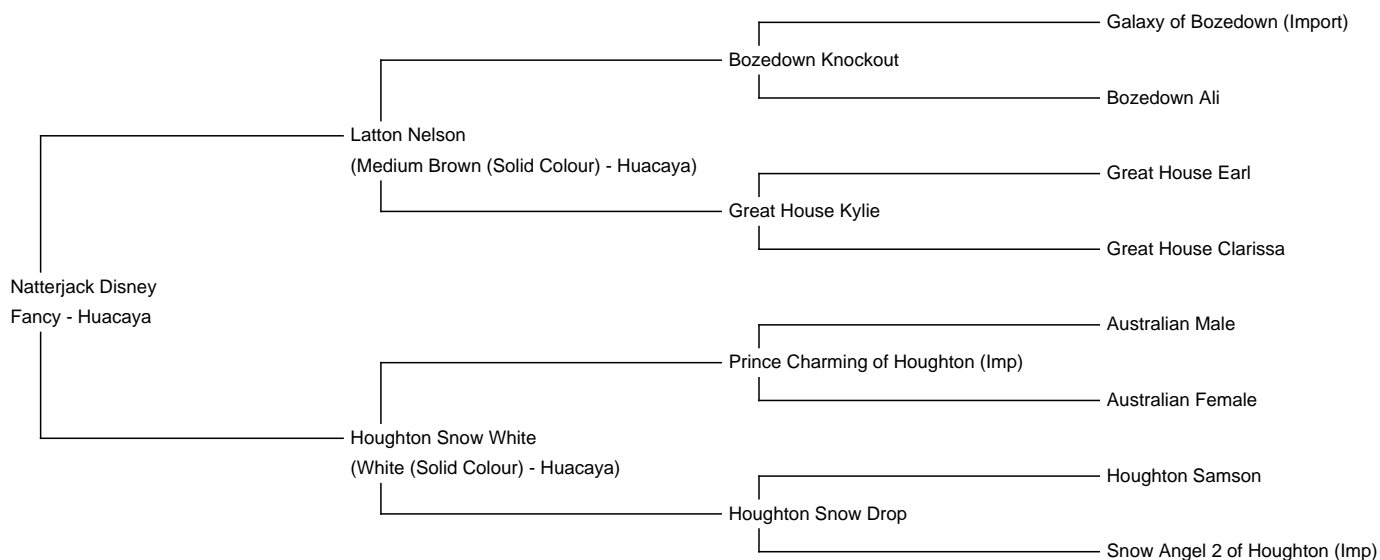 Galaxy of Bozedown (Import)
Bozedown Knockout
Bozedown Ali
Latton Nelson
(Medium Brown (Solid Colour) - Huacaya)
Great House Earl
Great House Kylie
Great House Clarissa
Natterjack Disney
Fancy - Huacaya
Australian Male
Prince Charming of Houghton (Imp)
Australian Female
Houghton Snow White
(White (Solid Colour) - Huacaya)
Houghton Samson
Houghton Snow Drop
Snow Angel 2 of Houghton (Imp)